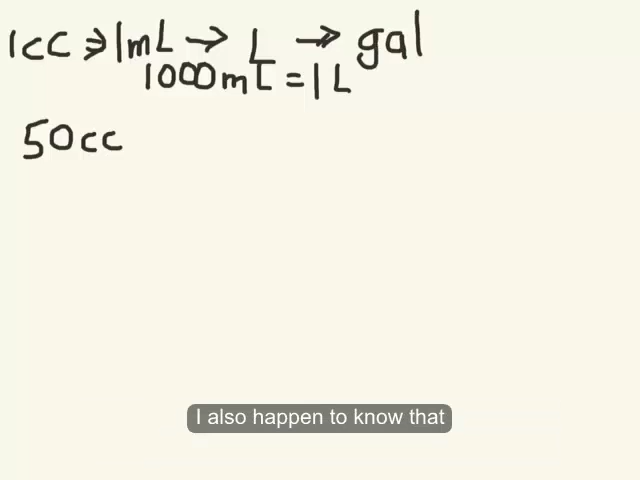 1cc → 1mL → L → gal
1000mL = 1L
50cc
I also happen to know that